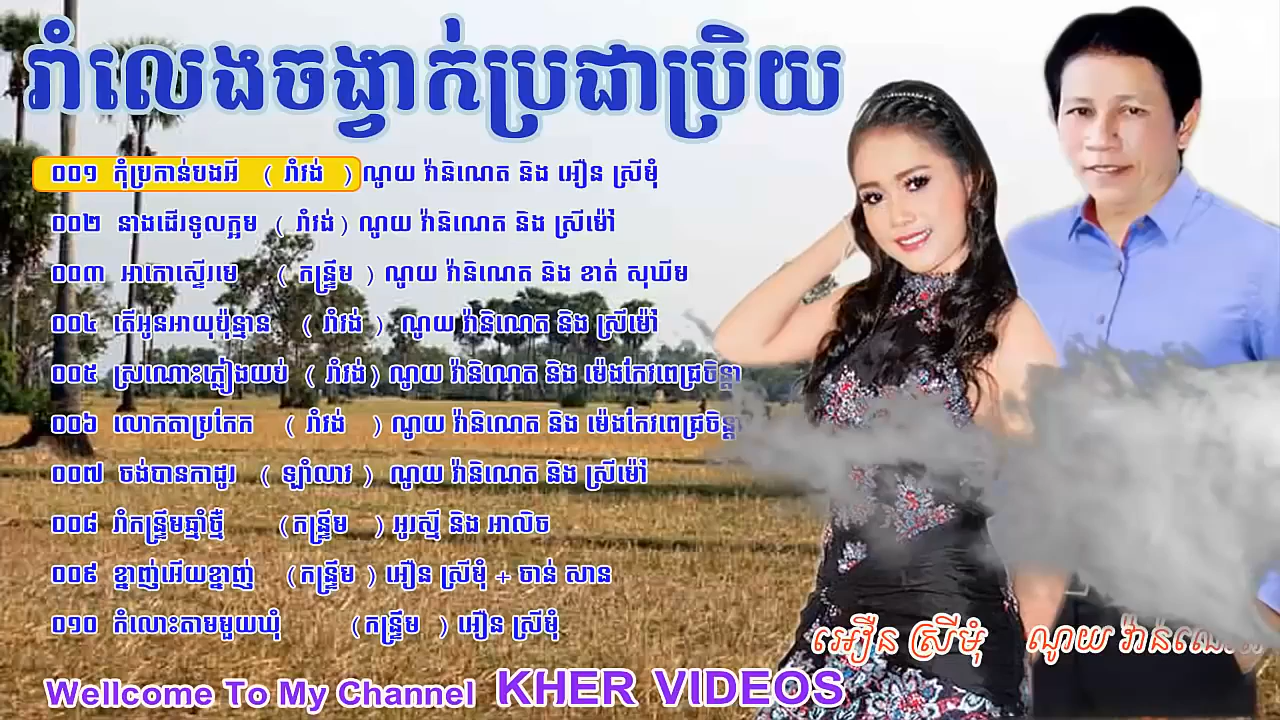 រាំលេងចង្វាក់ប្រជាប្រិយ
០០១ កុំប្រកាន់បងអី ( រាំវង់ ) ណូយ វ៉ាន់ណេត និង អឿន ស្រីមុំ
០០២ នាងដើរទូលក្អម ( រាំវង់ ) ណូយ វ៉ាន់ណេត និង ស្រីម៉ៅ
០០៣ អាកោស្ទើរមេ ( កន្ទ្រឹម ) ណូយ វ៉ាន់ណេត និង ខាត់ សុឃីម
០០៤ តើអូនអាយុប៉ុន្មាន ( រាំវង់ ) ណូយ វ៉ាន់ណេត និង ស្រីម៉ៅ
០០៥ ស្រណោះភ្លៀងយប់ ( រាំវង់ ) ណូយ វ៉ាន់ណេត និង ម៉េងកែវពេជ្រចិន្តា
០០៦ លោកតាប្រកែក ( រាំវង់ ) ណូយ វ៉ាន់ណេត និង ម៉េងកែវពេជ្រចិន្តា
០០៧ ចង់បានកាដូរ ( ឡាំលាវ ) ណូយ វ៉ាន់ណេត និង ស្រីម៉ៅ
០០៨ រាំកន្ទ្រឹមឆ្នាំថ្មី (កន្ទ្រឹម ) អូរស្មី និង អាលិច
០០៩ ខ្នាញ់អើយខ្នាញ់ (កន្ទ្រឹម ) អឿន ស្រីមុំ + ចាន់ សាន
០១០ កំលោះតាមមួយឃុំ (កន្ទ្រឹម ) អឿន ស្រីមុំ
អឿន ស្រីមុំ ណូយ វ៉ាន់ណេត
Wellcome To My Channel KHER VIDEOS